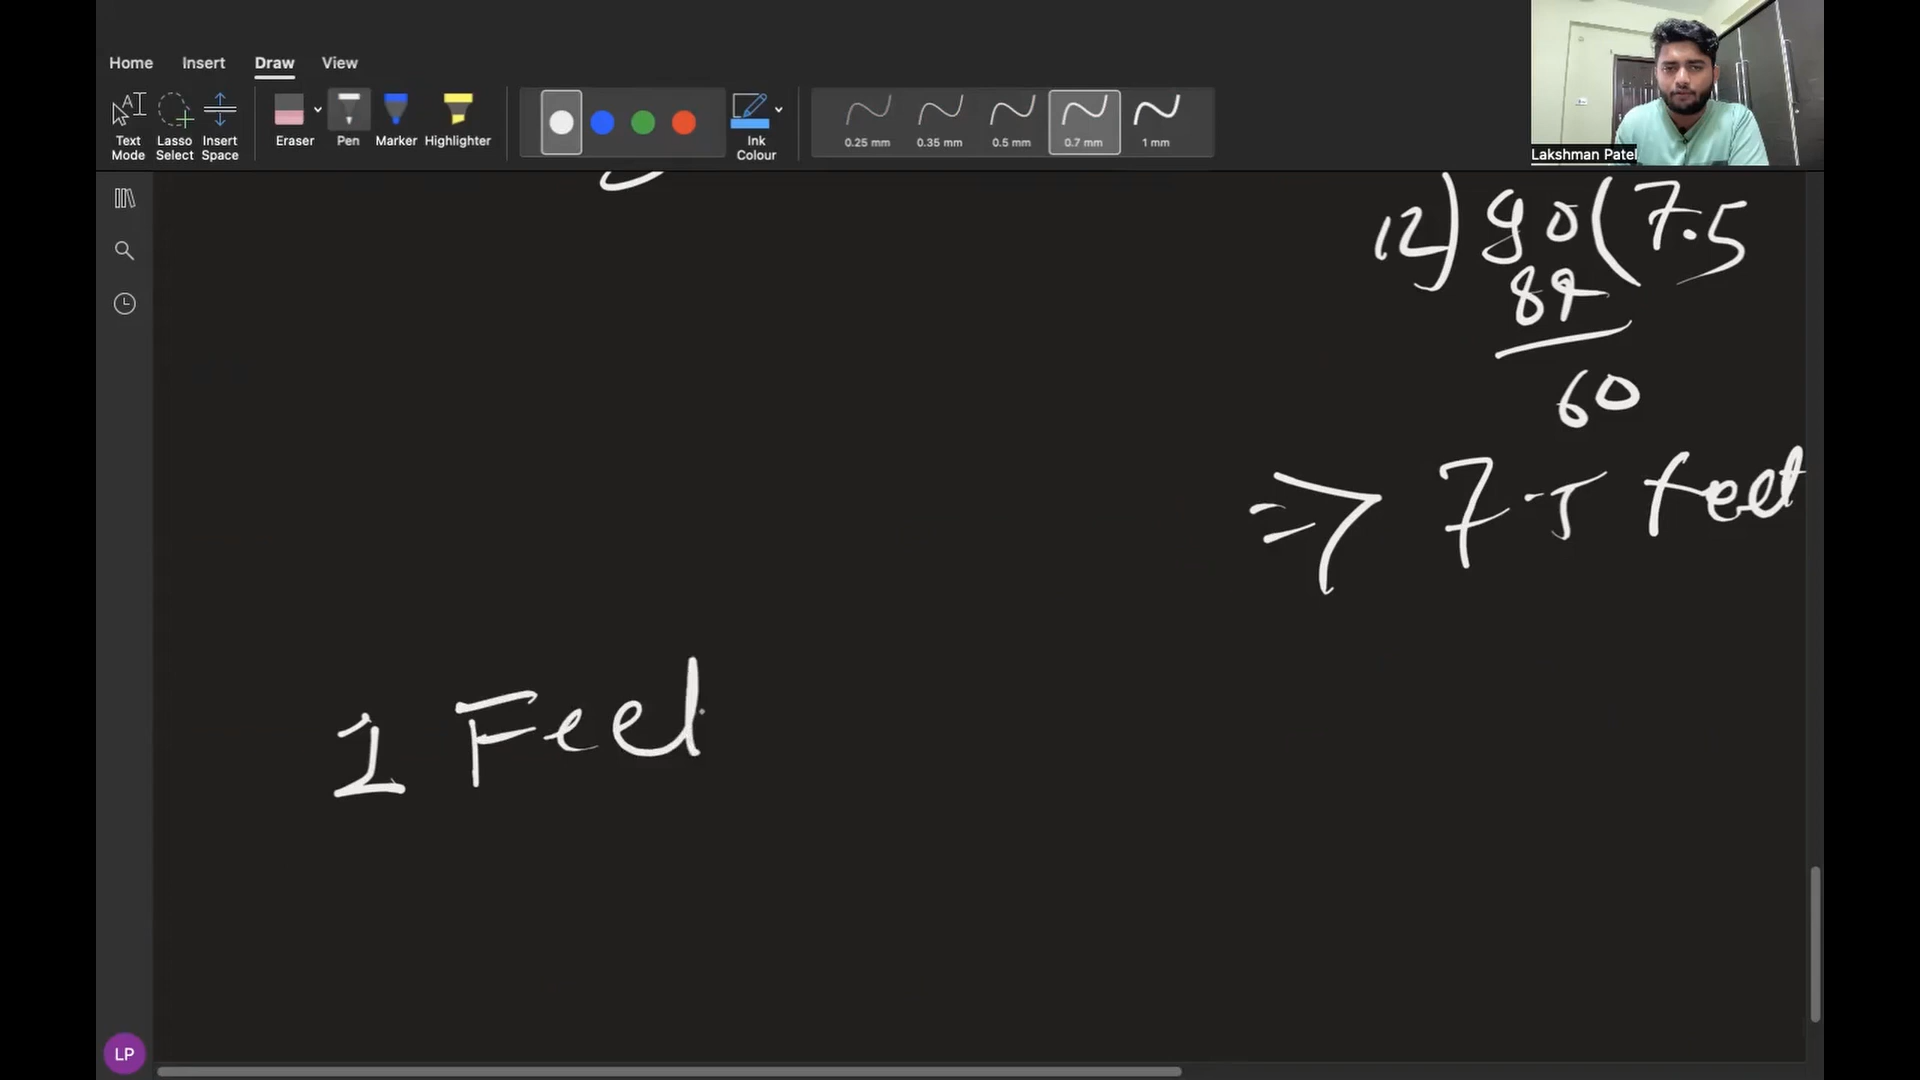 Home Insert Draw View
Text Mode Lasso Select Insert Space Eraser Pen Marker Highlighter Ink Colour 0.25 mm 0.35 mm 0.5 mm 0.7 mm 1 mm
Lakshman Patel
12) 90 ( 7.5
84
60
⇒ 7.5 feet
1 Feel
LP